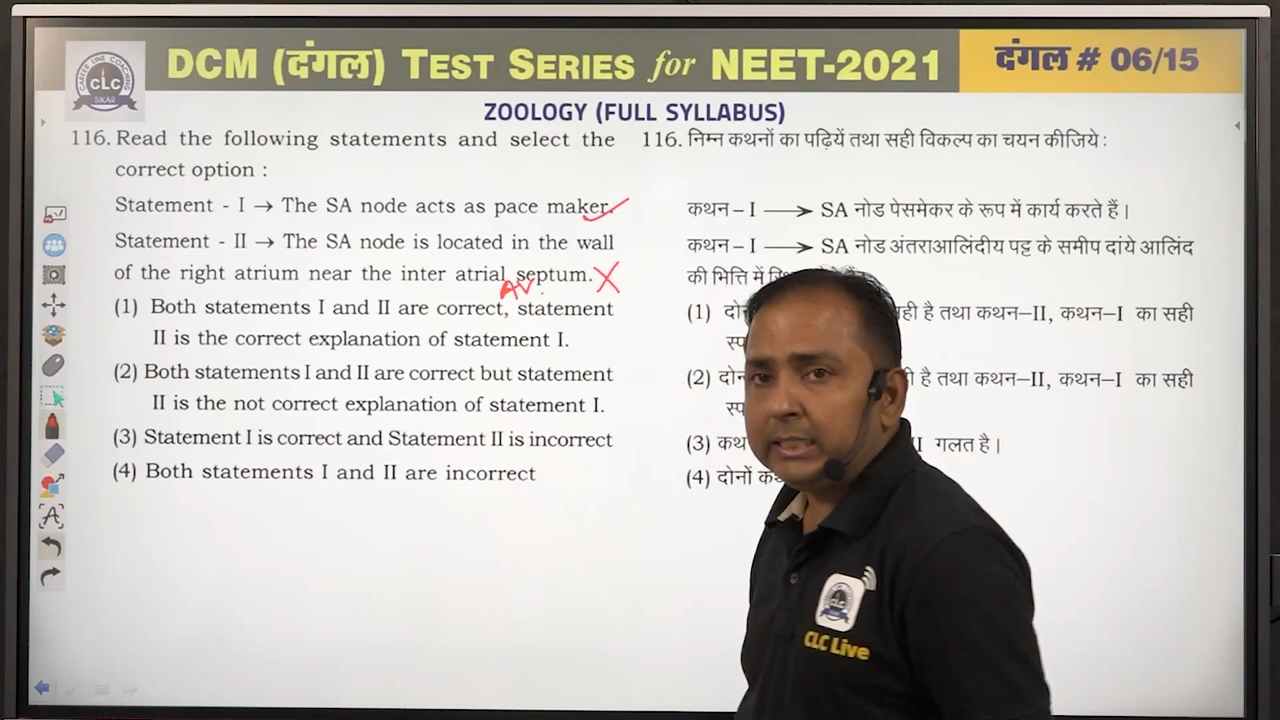 DCM (दंगल) TEST SERIES for NEET-2021
दंगल # 06/15
CAREER LINE COACHING
CLC
SIKAR
ZOOLOGY (FULL SYLLABUS)
116. Read the following statements and select the
correct option :
Statement - I → The SA node acts as pace maker.
Statement - II → The SA node is located in the wall
of the right atrium near the inter atrial septum.
AV.
(1) Both statements I and II are correct, statement
II is the correct explanation of statement I.
(2) Both statements I and II are correct but statement
II is the not correct explanation of statement I.
(3) Statement I is correct and Statement II is incorrect
(4) Both statements I and II are incorrect
116. निम्न कथनों का पढ़ियें तथा सही विकल्प का चयन कीजिये :
कथन – I → SA नोड पेसमेकर के रूप में कार्य करते हैं।
कथन – I → SA नोड अंतराआलिंदीय पट्ट के समीप दांये आलिंद
की भित्ति में
(1) है तथा कथन–II, कथन–I का सही
(2) है तथा कथन–II, कथन–I का सही
(3) गलत है।
(4) दोनों
CLC
CLC Live